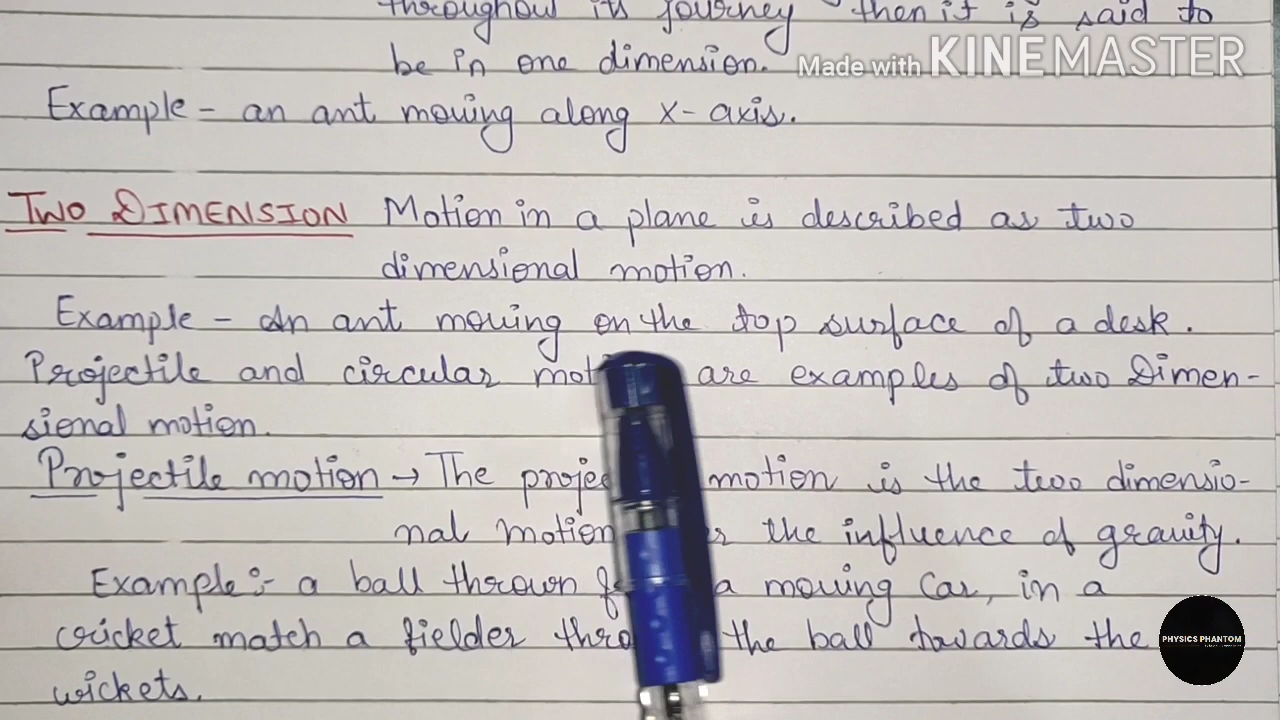 throughout its journey then it is said to
be in one dimension.
Made with KINEMASTER
Example - an ant moving along x-axis.
TWO DIMENSION Motion in a plane is described as two
dimensional motion.
Example - An ant moving on the top surface of a desk.
Projectile and circular mot are examples of two Dimen-
sional motion.
Projectile motion → The proje motion is the two dimensio-
nal motion the influence of gravity.
Example :- a ball thrown a moving Car, in a
cricket match a fielder thro the ball towards the
wickets.
PHYSICS PHANTOM